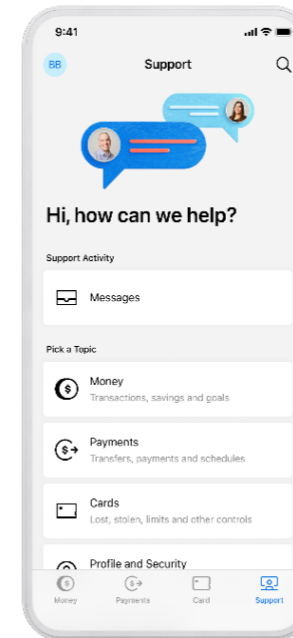 9:41
BB
Support
Hi, how can we help?
Support Activity
Messages
Pick a Topic
Money
Transactions, savings and goals
Payments
Transfers, payments and schedules
Cards
Lost, stolen, limits and other controls
Profile and Security
Money
Payments
Card
Support